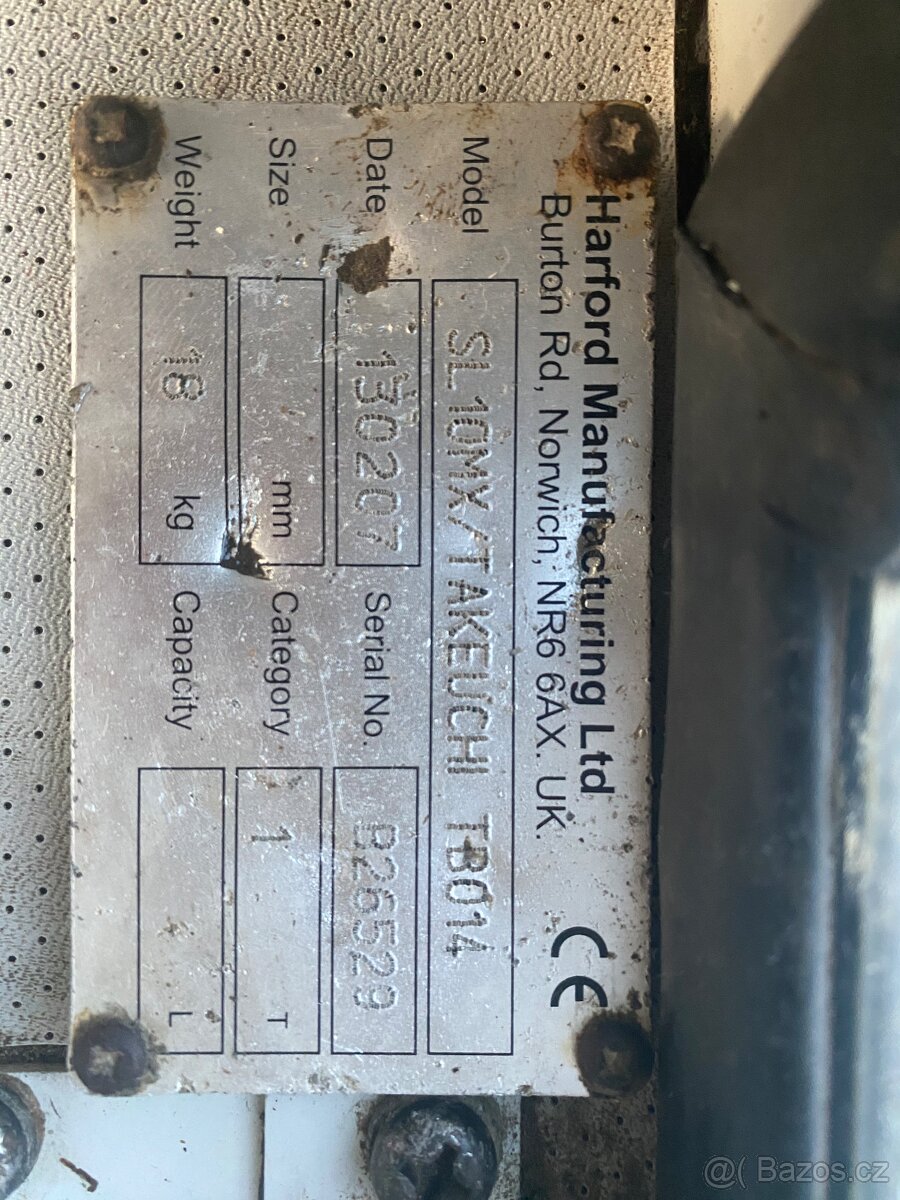 Harford Manufacturing Ltd
Burton Rd, Norwich, NR6 6AX. UK.
CE
Model SL10MX/TAKEUCHI TB014
Date 130207 Serial No. B26529
Size mm Category 1 T
Weight 18 kg Capacity L
@( Bazos.cz